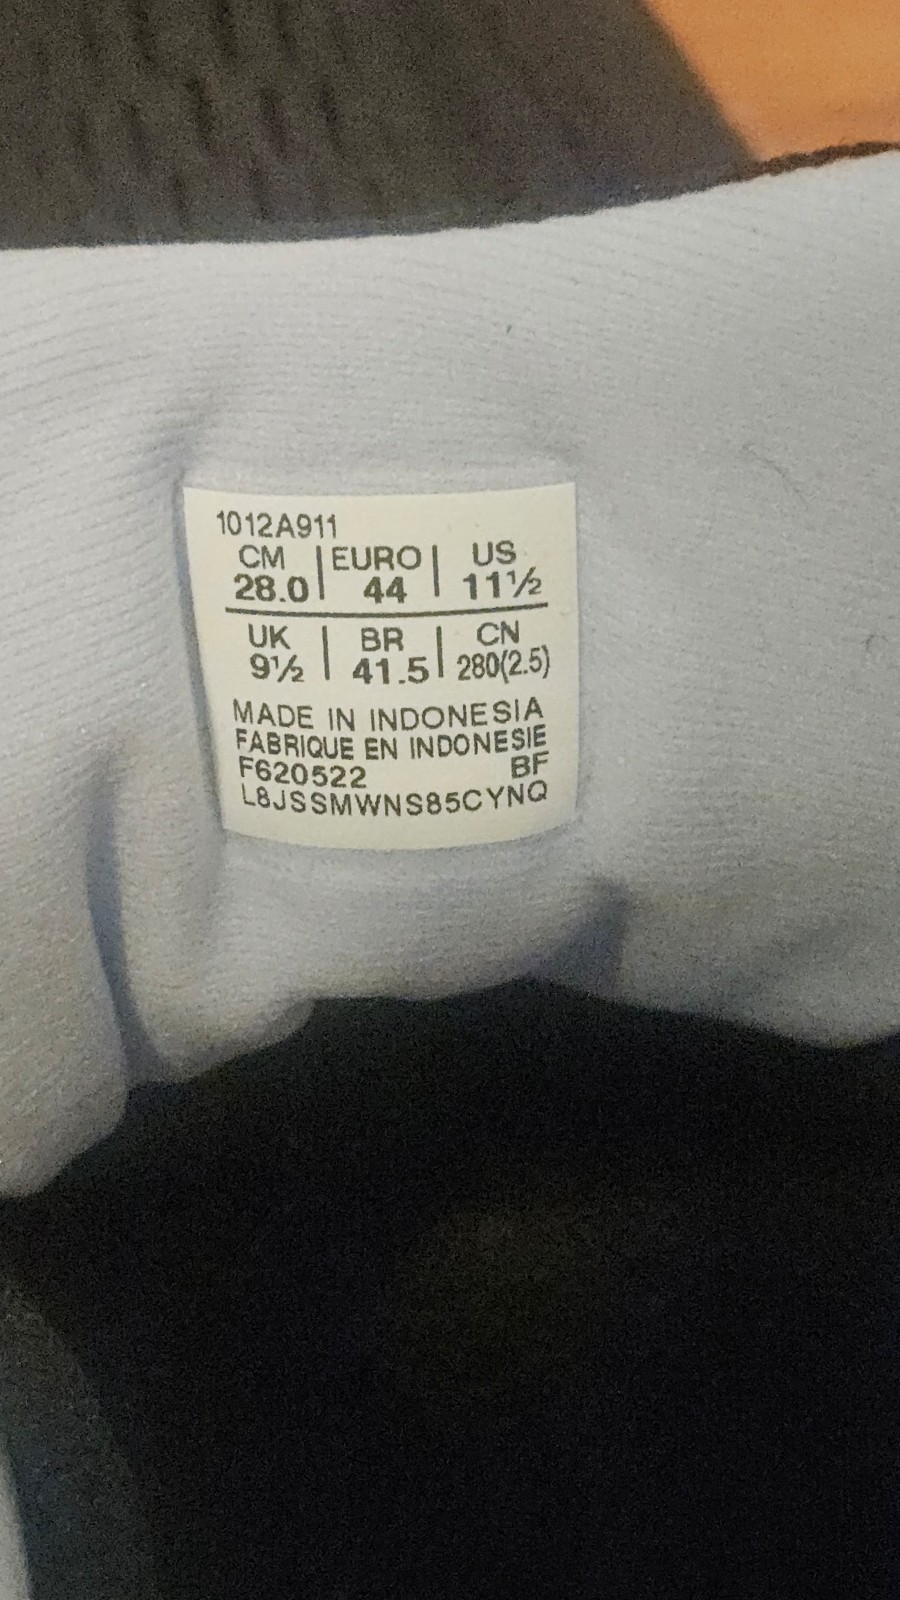 1012A911
CM | EURO | US
28.0 | 44 | 11½
UK | BR | CN
9½ | 41.5 | 280(2.5)
MADE IN INDONESIA
FABRIQUE EN INDONESIE
F620522 BF
L8JSSMWNS85CYNQ